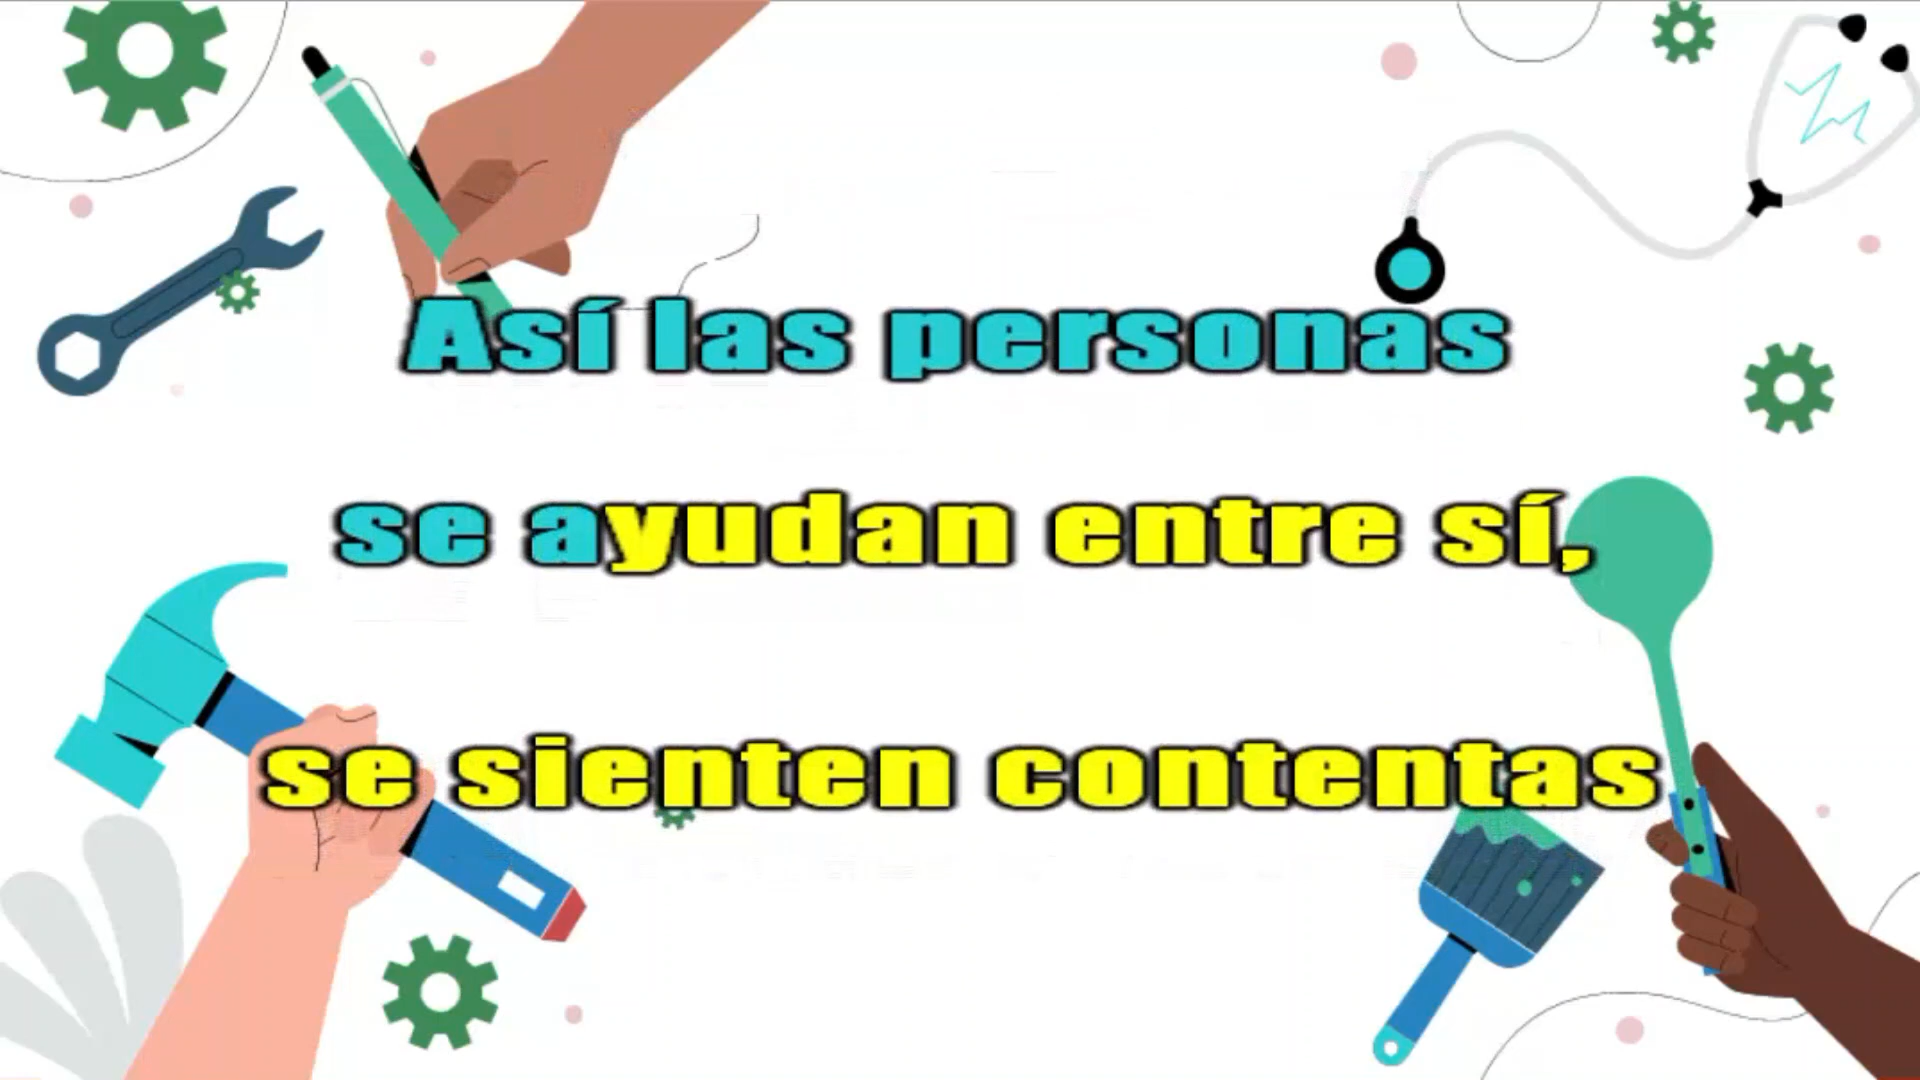 Así las personas
se ayudan entre sí,
se sienten contentas